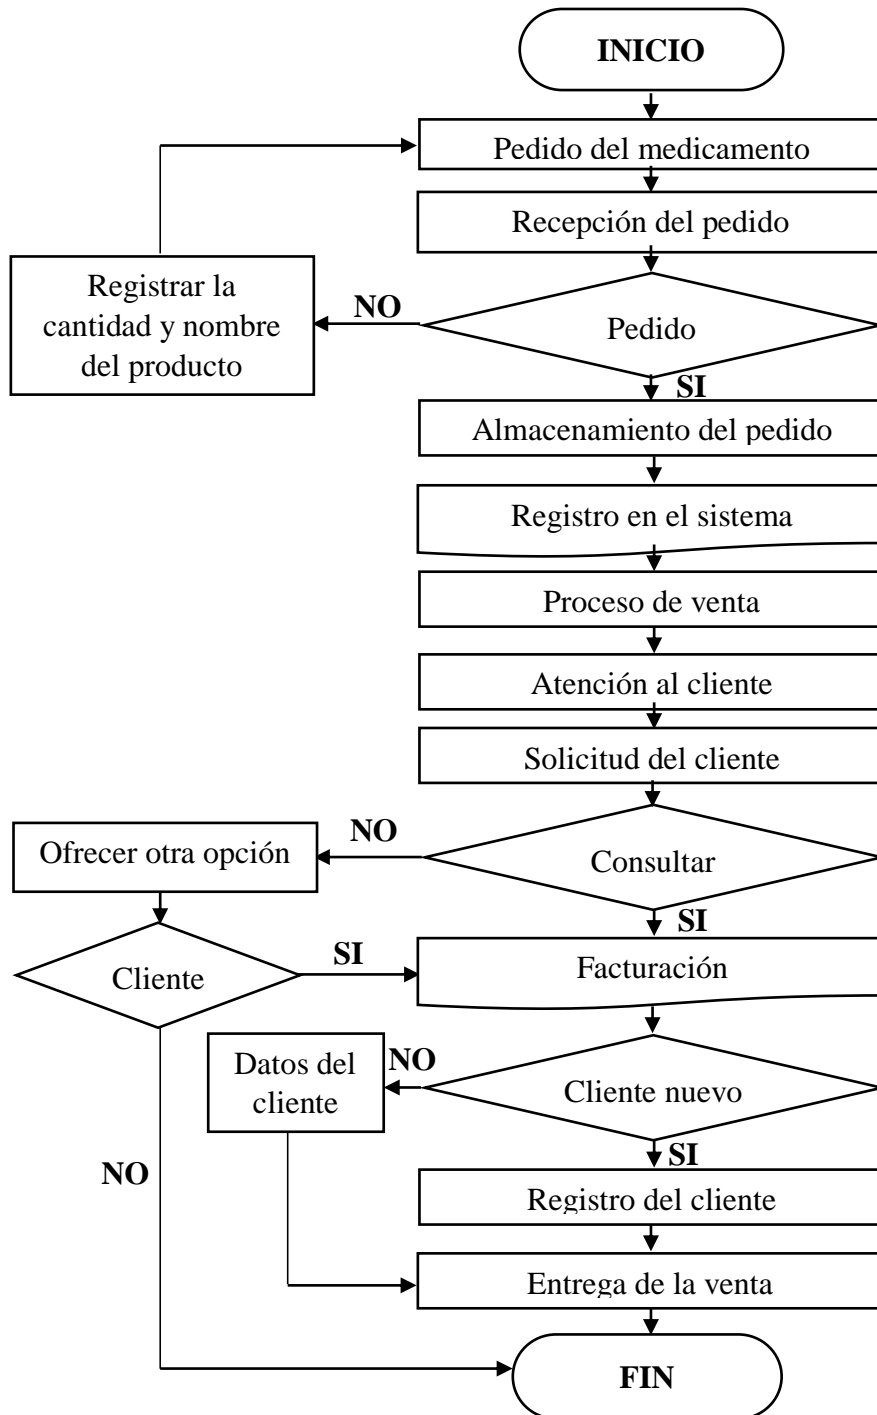 INICIO
Pedido del medicamento
Recepción del pedido
Registrar la
cantidad y nombre
del producto
NO
Pedido
SI
Almacenamiento del pedido
Registro en el sistema
Proceso de venta
Atención al cliente
Solicitud del cliente
Ofrecer otra opción
NO
Consultar
SI
Cliente
SI
Facturación
Datos del
cliente
NO
Cliente nuevo
SI
NO
Registro del cliente
Entrega de la venta
FIN